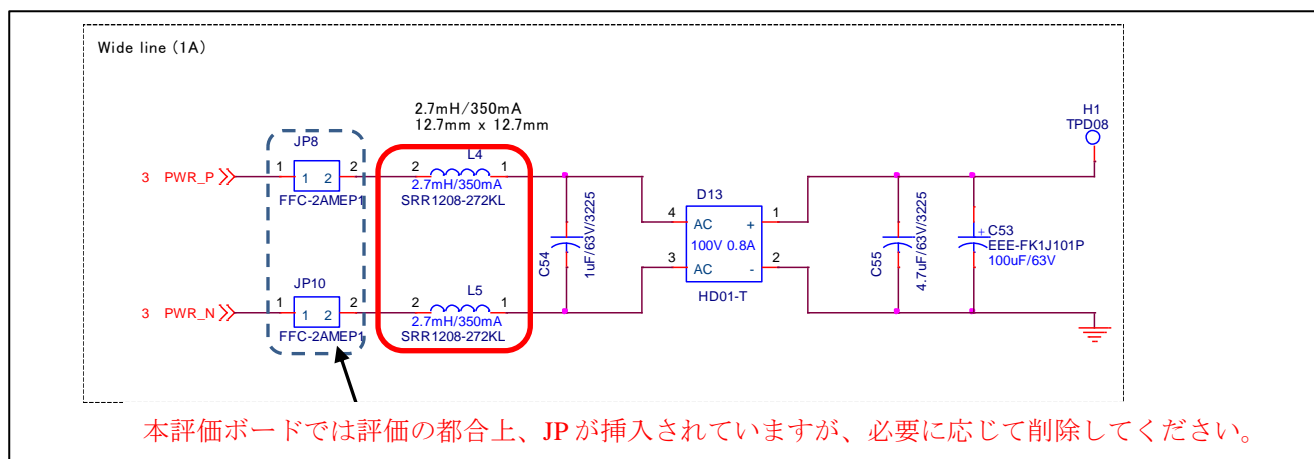 Wide line (1A)
2.7mH/350mA
12.7mm x 12.7mm
H1
TPD08
JP8
L4
3 PWR_P
1
1 2
2
2
1
FFC-2AMEP1
2.7mH/350mA
SRR1208-272KL
D13
4
AC
+
1
C54
1uF/63V/3225
100V 0.8A
C55
4.7uF/63V/3225
+
C53
EEE-FK1J101P
100uF/63V
3
AC
-
2
HD01-T
JP10
L5
3 PWR_N
1
1 2
2
2
1
FFC-2AMEP1
2.7mH/350mA
SRR1208-272KL
本評価ボードでは評価の都合上、JPが挿入されていますが、必要に応じて削除してください。